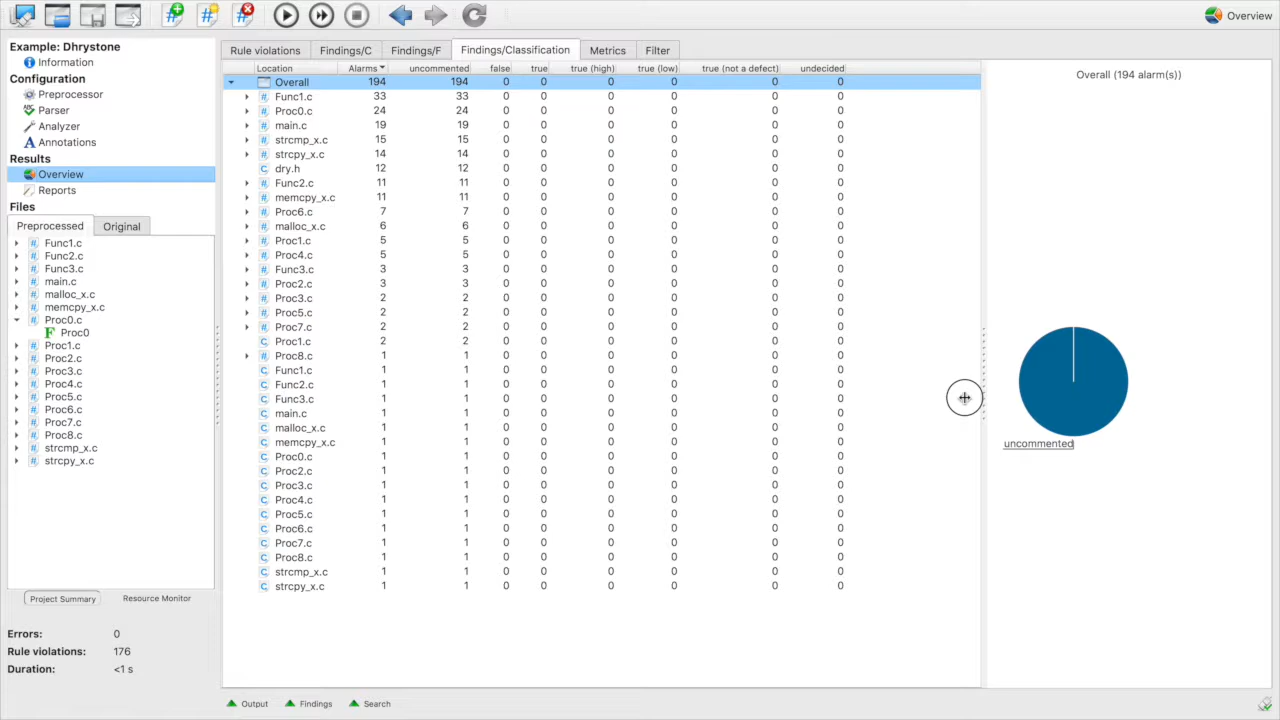 Overview
Example: Dhrystone
Information
Configuration
Preprocessor
Parser
Analyzer
Annotations
Results
Overview
Reports
Files
Preprocessed Original
Func1.c
Func2.c
Func3.c
main.c
malloc_x.c
memcpy_x.c
Proc0.c
F Proc0
Proc1.c
Proc2.c
Proc3.c
Proc4.c
Proc5.c
Proc6.c
Proc7.c
Proc8.c
strcmp_x.c
strcpy_x.c
Project Summary Resource Monitor
Errors: 0
Rule violations: 176
Duration: <1 s
Rule violations Findings/C Findings/F Findings/Classification Metrics Filter
Location Alarms uncommented false true true (high) true (low) true (not a defect) undecided
Overall 194 194 0 0 0 0 0 0
Func1.c 33 33 0 0 0 0 0 0
Proc0.c 24 24 0 0 0 0 0 0
main.c 19 19 0 0 0 0 0 0
strcmp_x.c 15 15 0 0 0 0 0 0
strcpy_x.c 14 14 0 0 0 0 0 0
dry.h 12 12 0 0 0 0 0 0
Func2.c 11 11 0 0 0 0 0 0
memcpy_x.c 11 11 0 0 0 0 0 0
Proc6.c 7 7 0 0 0 0 0 0
malloc_x.c 6 6 0 0 0 0 0 0
Proc1.c 5 5 0 0 0 0 0 0
Proc4.c 5 5 0 0 0 0 0 0
Func3.c 3 3 0 0 0 0 0 0
Proc2.c 3 3 0 0 0 0 0 0
Proc3.c 2 2 0 0 0 0 0 0
Proc5.c 2 2 0 0 0 0 0 0
Proc7.c 2 2 0 0 0 0 0 0
Proc1.c 2 2 0 0 0 0 0 0
Proc8.c 1 1 0 0 0 0 0 0
Func1.c 1 1 0 0 0 0 0 0
Func2.c 1 1 0 0 0 0 0 0
Func3.c 1 1 0 0 0 0 0 0
main.c 1 1 0 0 0 0 0 0
malloc_x.c 1 1 0 0 0 0 0 0
memcpy_x.c 1 1 0 0 0 0 0 0
Proc0.c 1 1 0 0 0 0 0 0
Proc2.c 1 1 0 0 0 0 0 0
Proc3.c 1 1 0 0 0 0 0 0
Proc4.c 1 1 0 0 0 0 0 0
Proc5.c 1 1 0 0 0 0 0 0
Proc6.c 1 1 0 0 0 0 0 0
Proc7.c 1 1 0 0 0 0 0 0
Proc8.c 1 1 0 0 0 0 0 0
strcmp_x.c 1 1 0 0 0 0 0 0
strcpy_x.c 1 1 0 0 0 0 0 0
Overall (194 alarm(s))
uncommented
Output Findings Search